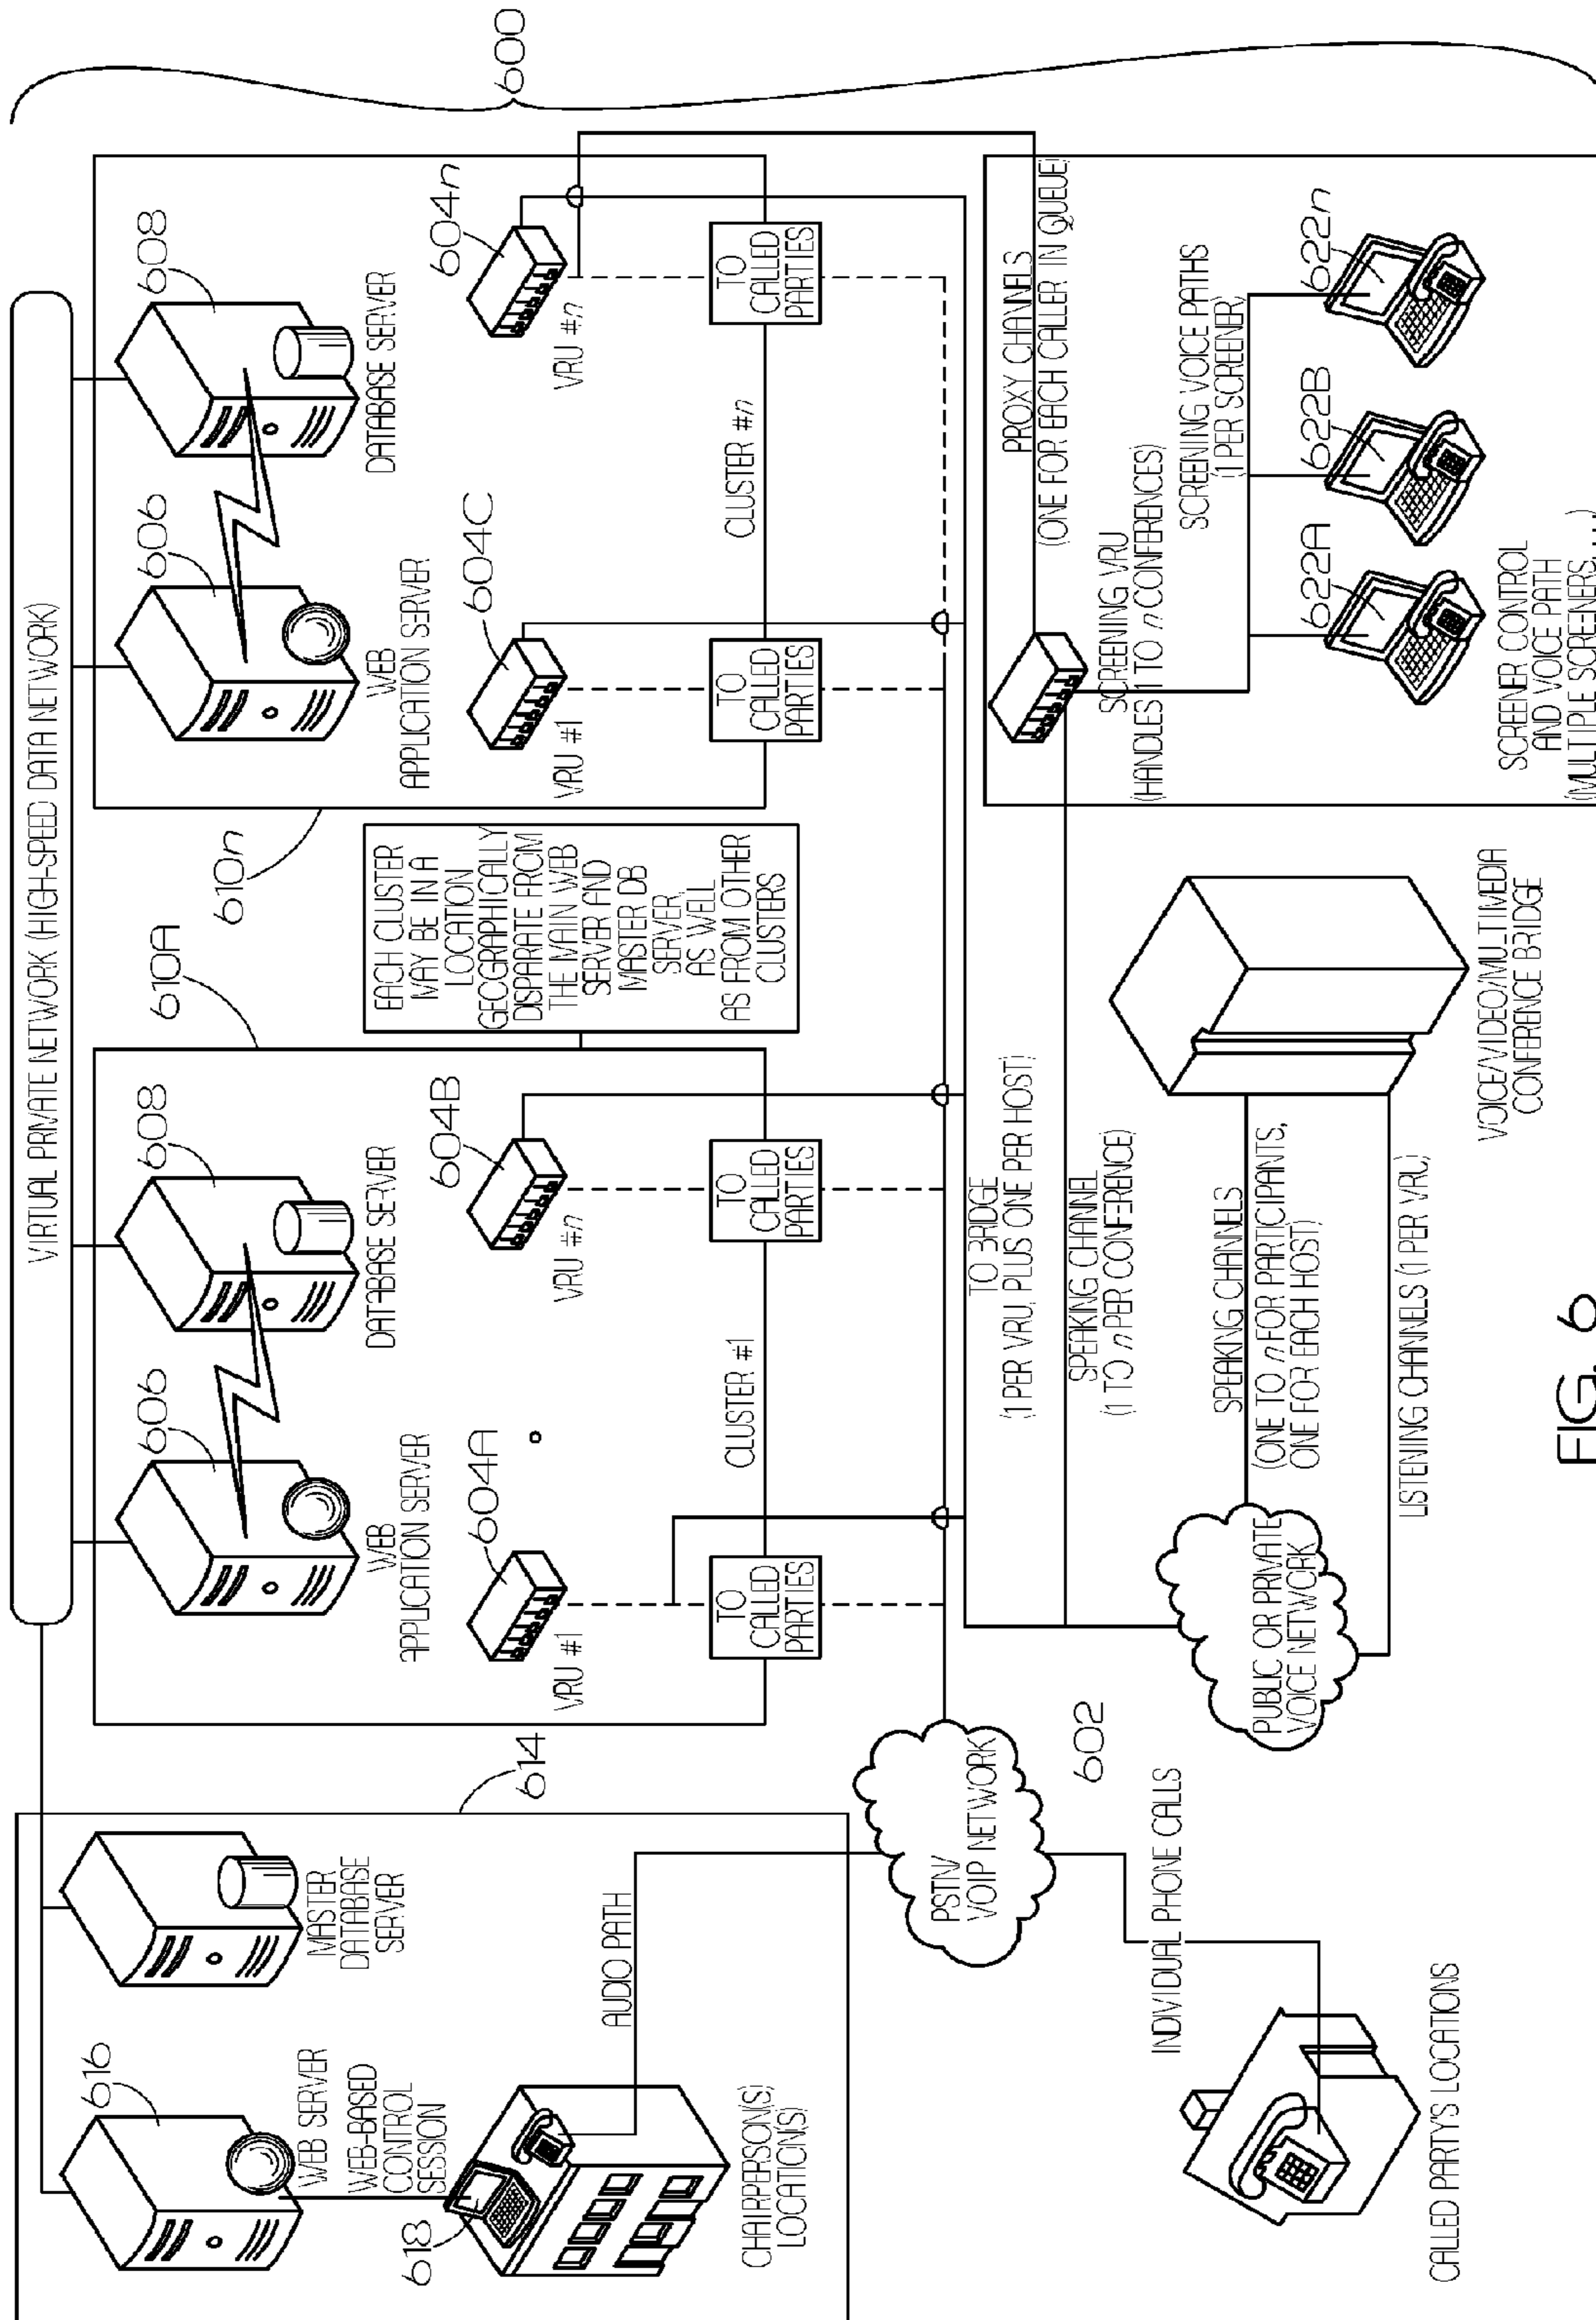 VIRTUAL PRIVATE NETWORK (HIGH-SPEED DATA NETWORK)
600
616
WEB SERVER
WEB-BASED
CONTROL
SESSION
618
CHAIRPERSON(S)
LOCATION(S)
MASTER
DATABASE
SERVER
614
AUDIO PATH
606
WEB
APPLICATION SERVER
608
DATABASE SERVER
610A
604A
VRU #1
604B
VRU #n
CLUSTER #1
TO
CALLED
PARTIES
TO
CALLED
PARTIES
EACH CLUSTER
MAY BE IN A
LOCATION
GEOGRAPHICALLY
DISPARATE FROM
THE MAIN WEB
SERVER AND
MASTER DB
SERVER,
AS WELL
AS FROM OTHER
CLUSTERS
610n
606
WEB
APPLICATION SERVER
608
DATABASE SERVER
604C
VRU #1
604n
VRU #n
CLUSTER #n
TO
CALLED
PARTIES
TO
CALLED
PARTIES
PSTN/
VOIP NETWORK
602
INDIVIDUAL PHONE CALLS
CALLED PARTY'S LOCATIONS
TO BRIDGE
(1 PER VRU, PLUS ONE PER HOST)
SPEAKING CHANNEL
(1 TO n PER CONFERENCE)
PUBLIC OR PRIVATE
VOICE NETWORK
SPEAKING CHANNELS
(ONE TO n FOR PARTICIPANTS,
ONE FOR EACH HOST)
LISTENING CHANNELS (1 PER VRU)
VOICE/VIDEO/MULTIMEDIA
CONFERENCE BRIDGE
PROXY CHANNELS
(ONE FOR EACH CALLER IN QUEUE)
SCREENING VRU
(HANDLES 1 TO n CONFERENCES)
SCREENING VOICE PATHS
(1 PER SCREENER)
622A
622B
622n
SCREENER CONTROL
AND VOICE PATH
(MULTIPLE SCREENERS...)
FIG. 6